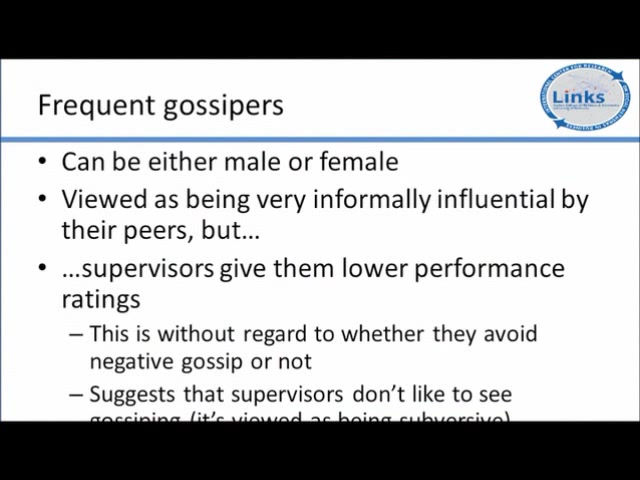 Frequent gossipers
Links
• Can be either male or female
• Viewed as being very informally influential by
their peers, but…
• …supervisors give them lower performance
ratings
– This is without regard to whether they avoid
negative gossip or not
– Suggests that supervisors don't like to see
gossiping (it's viewed as being subversive)